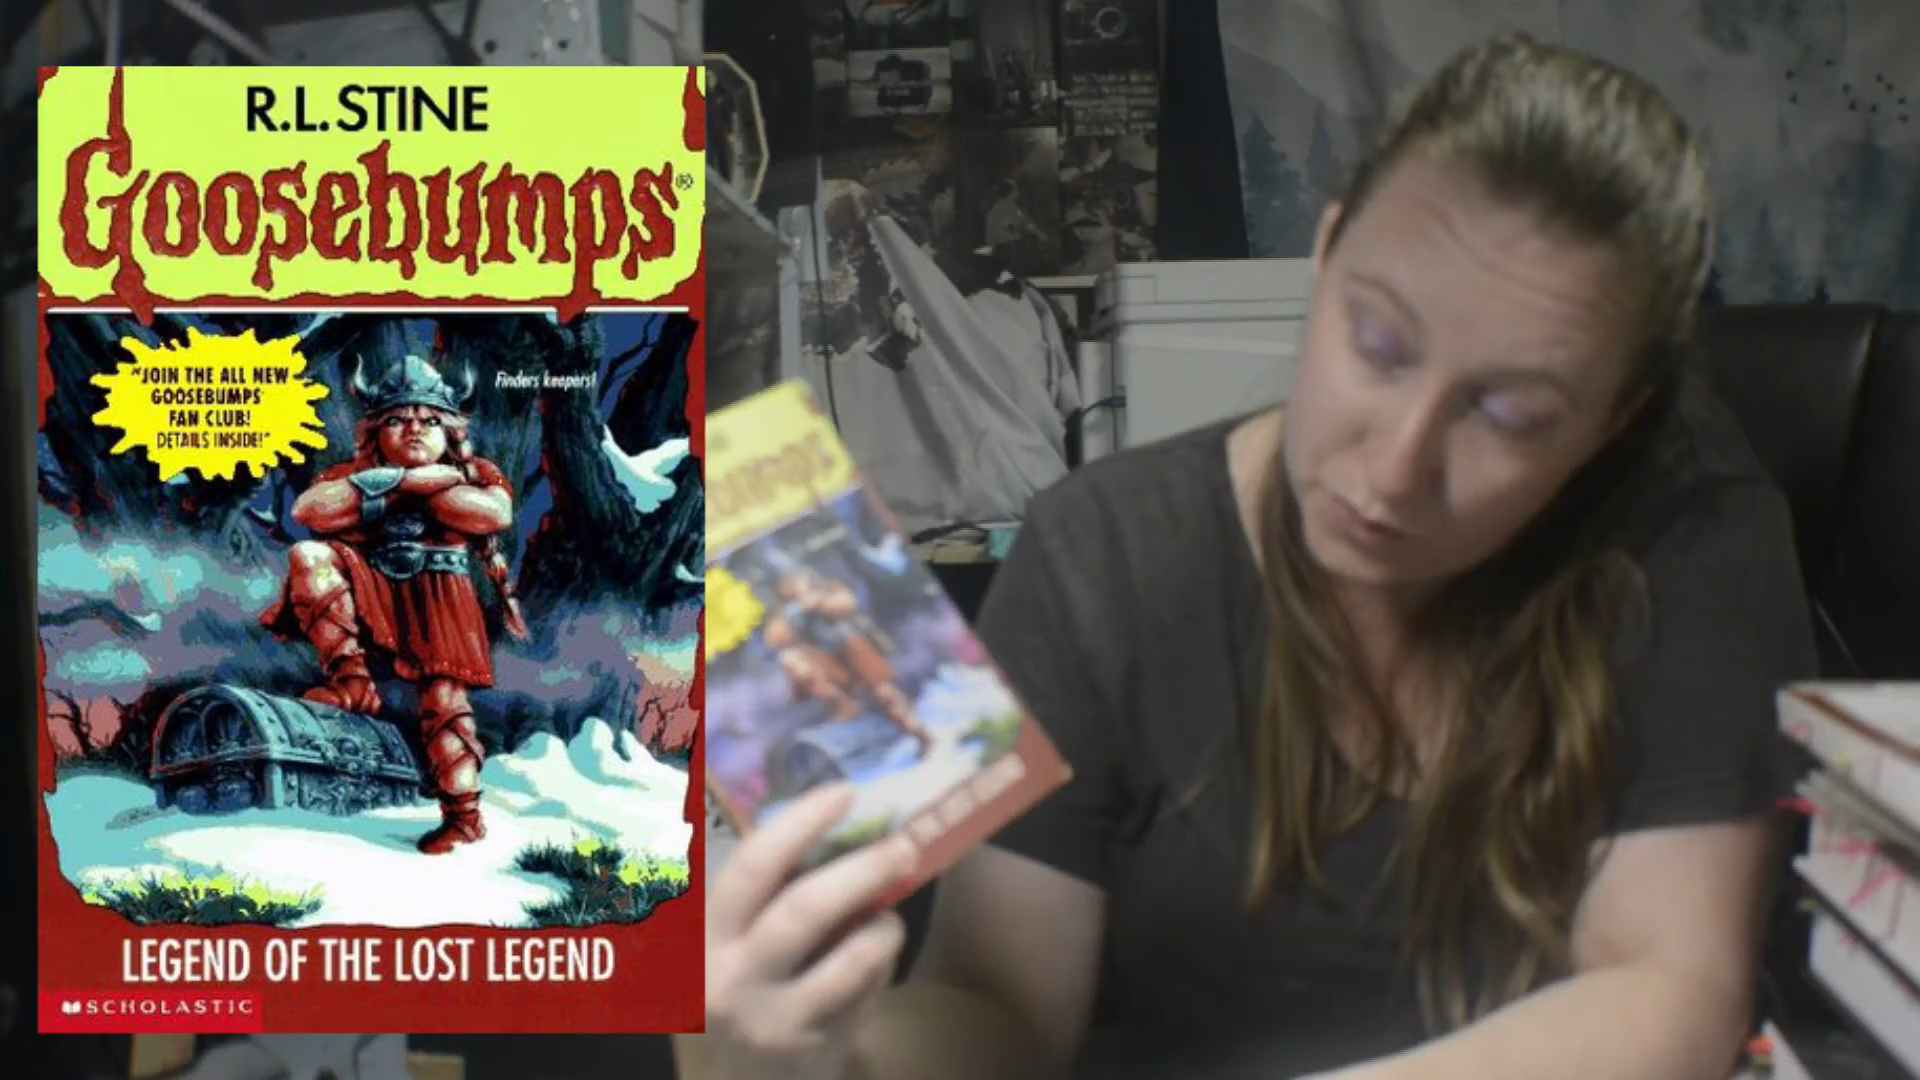 R.L. STINE
Goosebumps®
"JOIN THE ALL NEW
GOOSEBUMPS
FAN CLUB!
DETAILS INSIDE!"
Finders keepers!
LEGEND OF THE LOST LEGEND
SCHOLASTIC